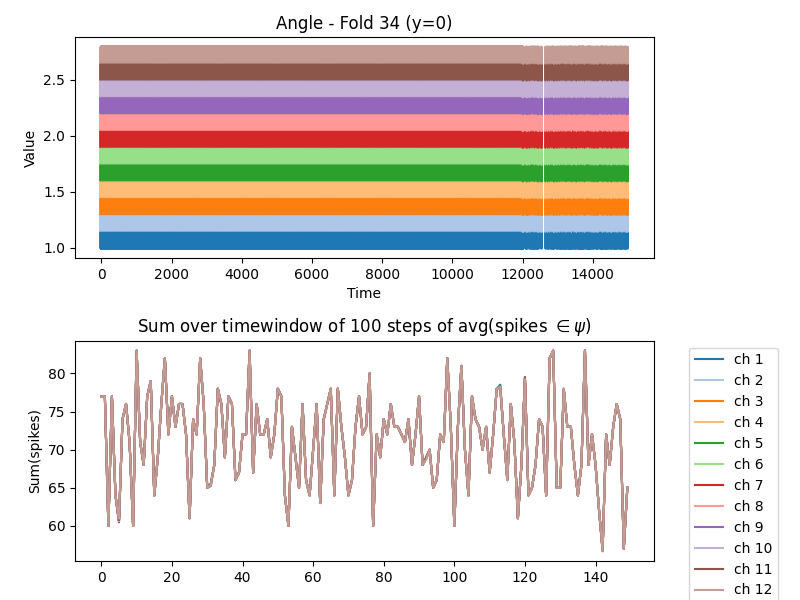 Angle - Fold 34 (y=0)
Value
2.5
2.0
1.5
1.0
0 2000 4000 6000 8000 10000 12000 14000
Time
Sum over timewindow of 100 steps of avg(spikes ∈ ψ)
Sum(spikes)
80
75
70
65
60
0 20 40 60 80 100 120 140
ch 1
ch 2
ch 3
ch 4
ch 5
ch 6
ch 7
ch 8
ch 9
ch 10
ch 11
ch 12